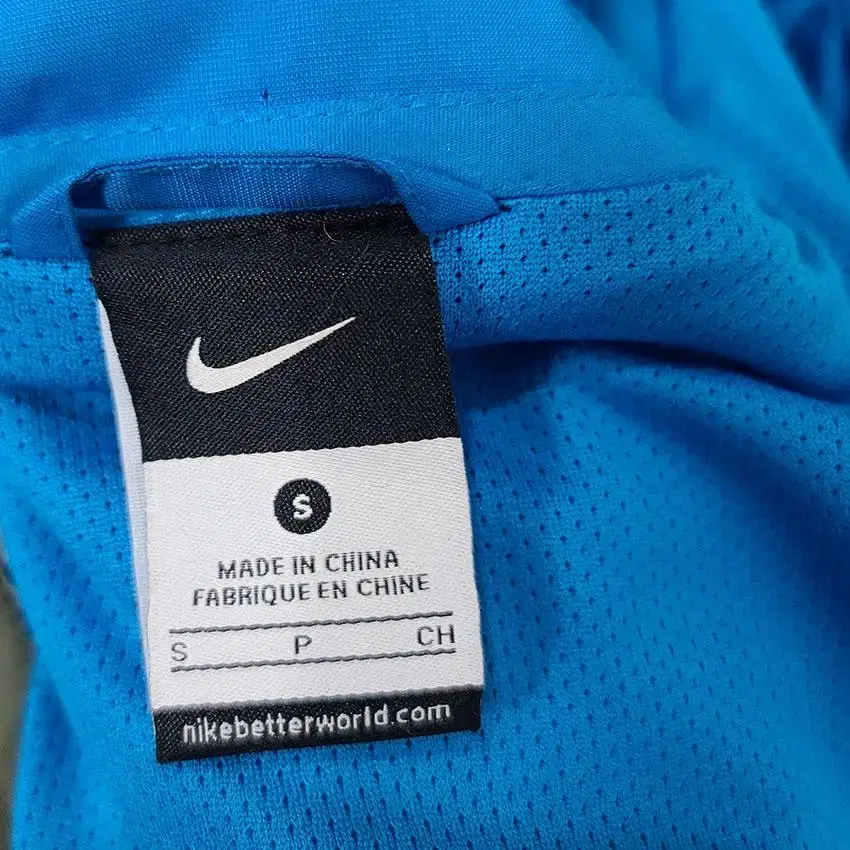 S
MADE IN CHINA
FABRIQUE EN CHINE
S P CH
nikebetterworld.com